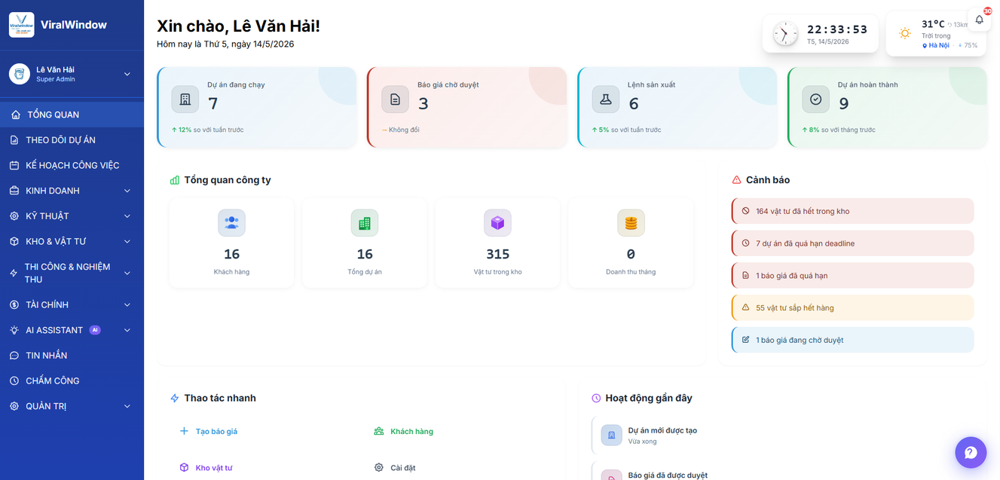 ViralWindow
Lê Văn Hải
Super Admin
TỔNG QUAN
THEO DÕI DỰ ÁN
KẾ HOẠCH CÔNG VIỆC
KINH DOANH
KỸ THUẬT
KHO & VẬT TƯ
THI CÔNG & NGHIỆM
THU
TÀI CHÍNH
AI ASSISTANT AI
TIN NHẮN
CHẤM CÔNG
QUẢN TRỊ
Xin chào, Lê Văn Hải!
Hôm nay là Thứ 5, ngày 14/5/2026
22:33:53
T5, 14/5/2026
31°C 13km
Trời trong
Hà Nội · 75%
30
Dự án đang chạy
7
↑ 12% so với tuần trước
Báo giá chờ duyệt
3
→ Không đổi
Lệnh sản xuất
6
↑ 5% so với tuần trước
Dự án hoàn thành
9
↑ 8% so với tháng trước
Tổng quan công ty
16
Khách hàng
16
Tổng dự án
315
Vật tư trong kho
0
Doanh thu tháng
Cảnh báo
164 vật tư đã hết trong kho
7 dự án đã quá hạn deadline
1 báo giá đã quá hạn
55 vật tư sắp hết hàng
1 báo giá đang chờ duyệt
Thao tác nhanh
Tạo báo giá
Khách hàng
Kho vật tư
Cài đặt
Hoạt động gần đây
Dự án mới được tạo
Vừa xong
Báo giá đã được duyệt